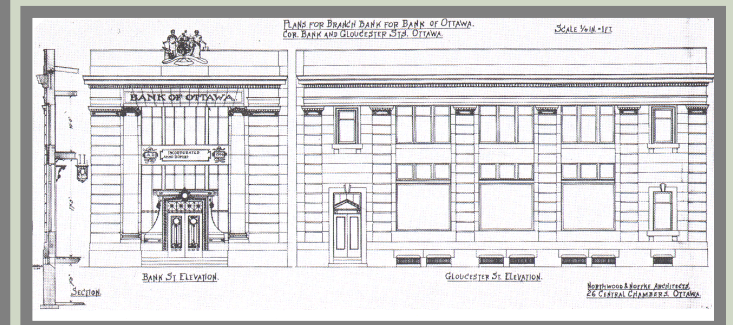 PLANS FOR BRANCH BANK FOR BANK OF OTTAWA.
COR. BANK AND GLOUCESTER STS. OTTAWA.
SCALE 1/8 IN = 1 FT
BANK OF OTTAWA.
INCORPORATED
BANK ST ELEVATION.
GLOUCESTER ST. ELEVATION.
SECTION.
NORTHWOOD & NOFFKE ARCHITECTS.
26 CENTRAL CHAMBERS. OTTAWA